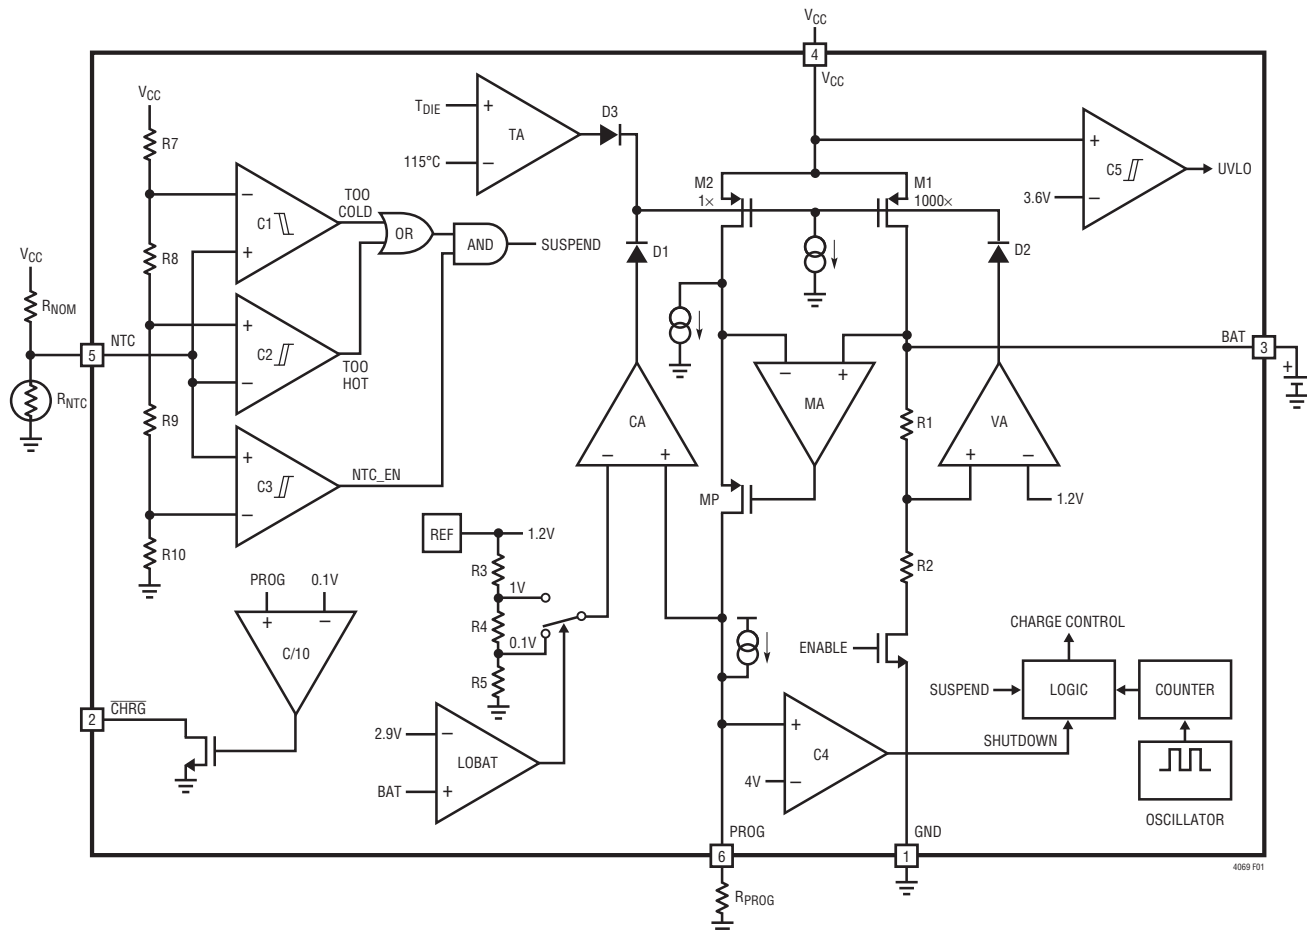 VCC
4
VCC
VCC
R7
TDIE
+
TA
115°C
−
D3
+
C5
UVLO
3.6V
−
M2
1×
M1
1000×
R8
−
C1
+
TOO
COLD
OR
AND
SUSPEND
D1
D2
VCC
RNOM
5
NTC
RNTC
+
C2
−
TOO
HOT
BAT
3
+
−
+
MA
R9
CA
−
+
R1
VA
+
−
1.2V
+
C3
−
NTC_EN
MP
R10
REF
1.2V
R3
1V
R4
0.1V
R5
R2
PROG
0.1V
+
−
C/10
ENABLE
CHARGE CONTROL
SUSPEND
LOGIC
COUNTER
2
CHRG
2.9V
−
LOBAT
BAT
+
+
C4
4V
−
SHUTDOWN
OSCILLATOR
PROG
6
GND
1
RPROG
4069 F01